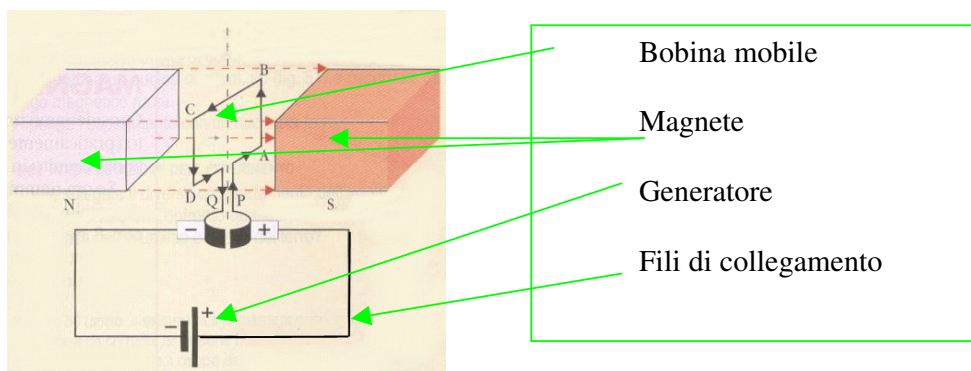 Bobina mobile
Magnete
Generatore
Fili di collegamento
B
C
A
D
Q P
N
S
− +
− +